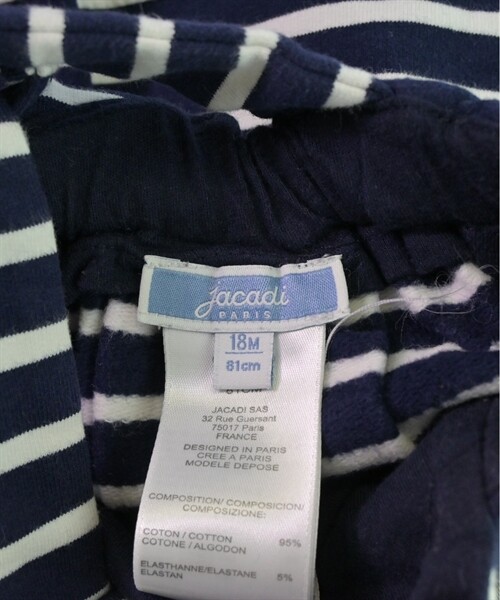 jacadi
PARIS
18M
81cm
JACADI SAS
32 Rue Guersant
75017 Paris
FRANCE
DESIGNED IN PARIS
CREE A PARIS
MODELE DEPOSE
COMPOSITION/ COMPOSICION/
COMPOSIZIONE:
COTON / COTTON 95%
COTONE / ALGODON
ELASTHANNE/ELASTANE 5%
ELASTAN